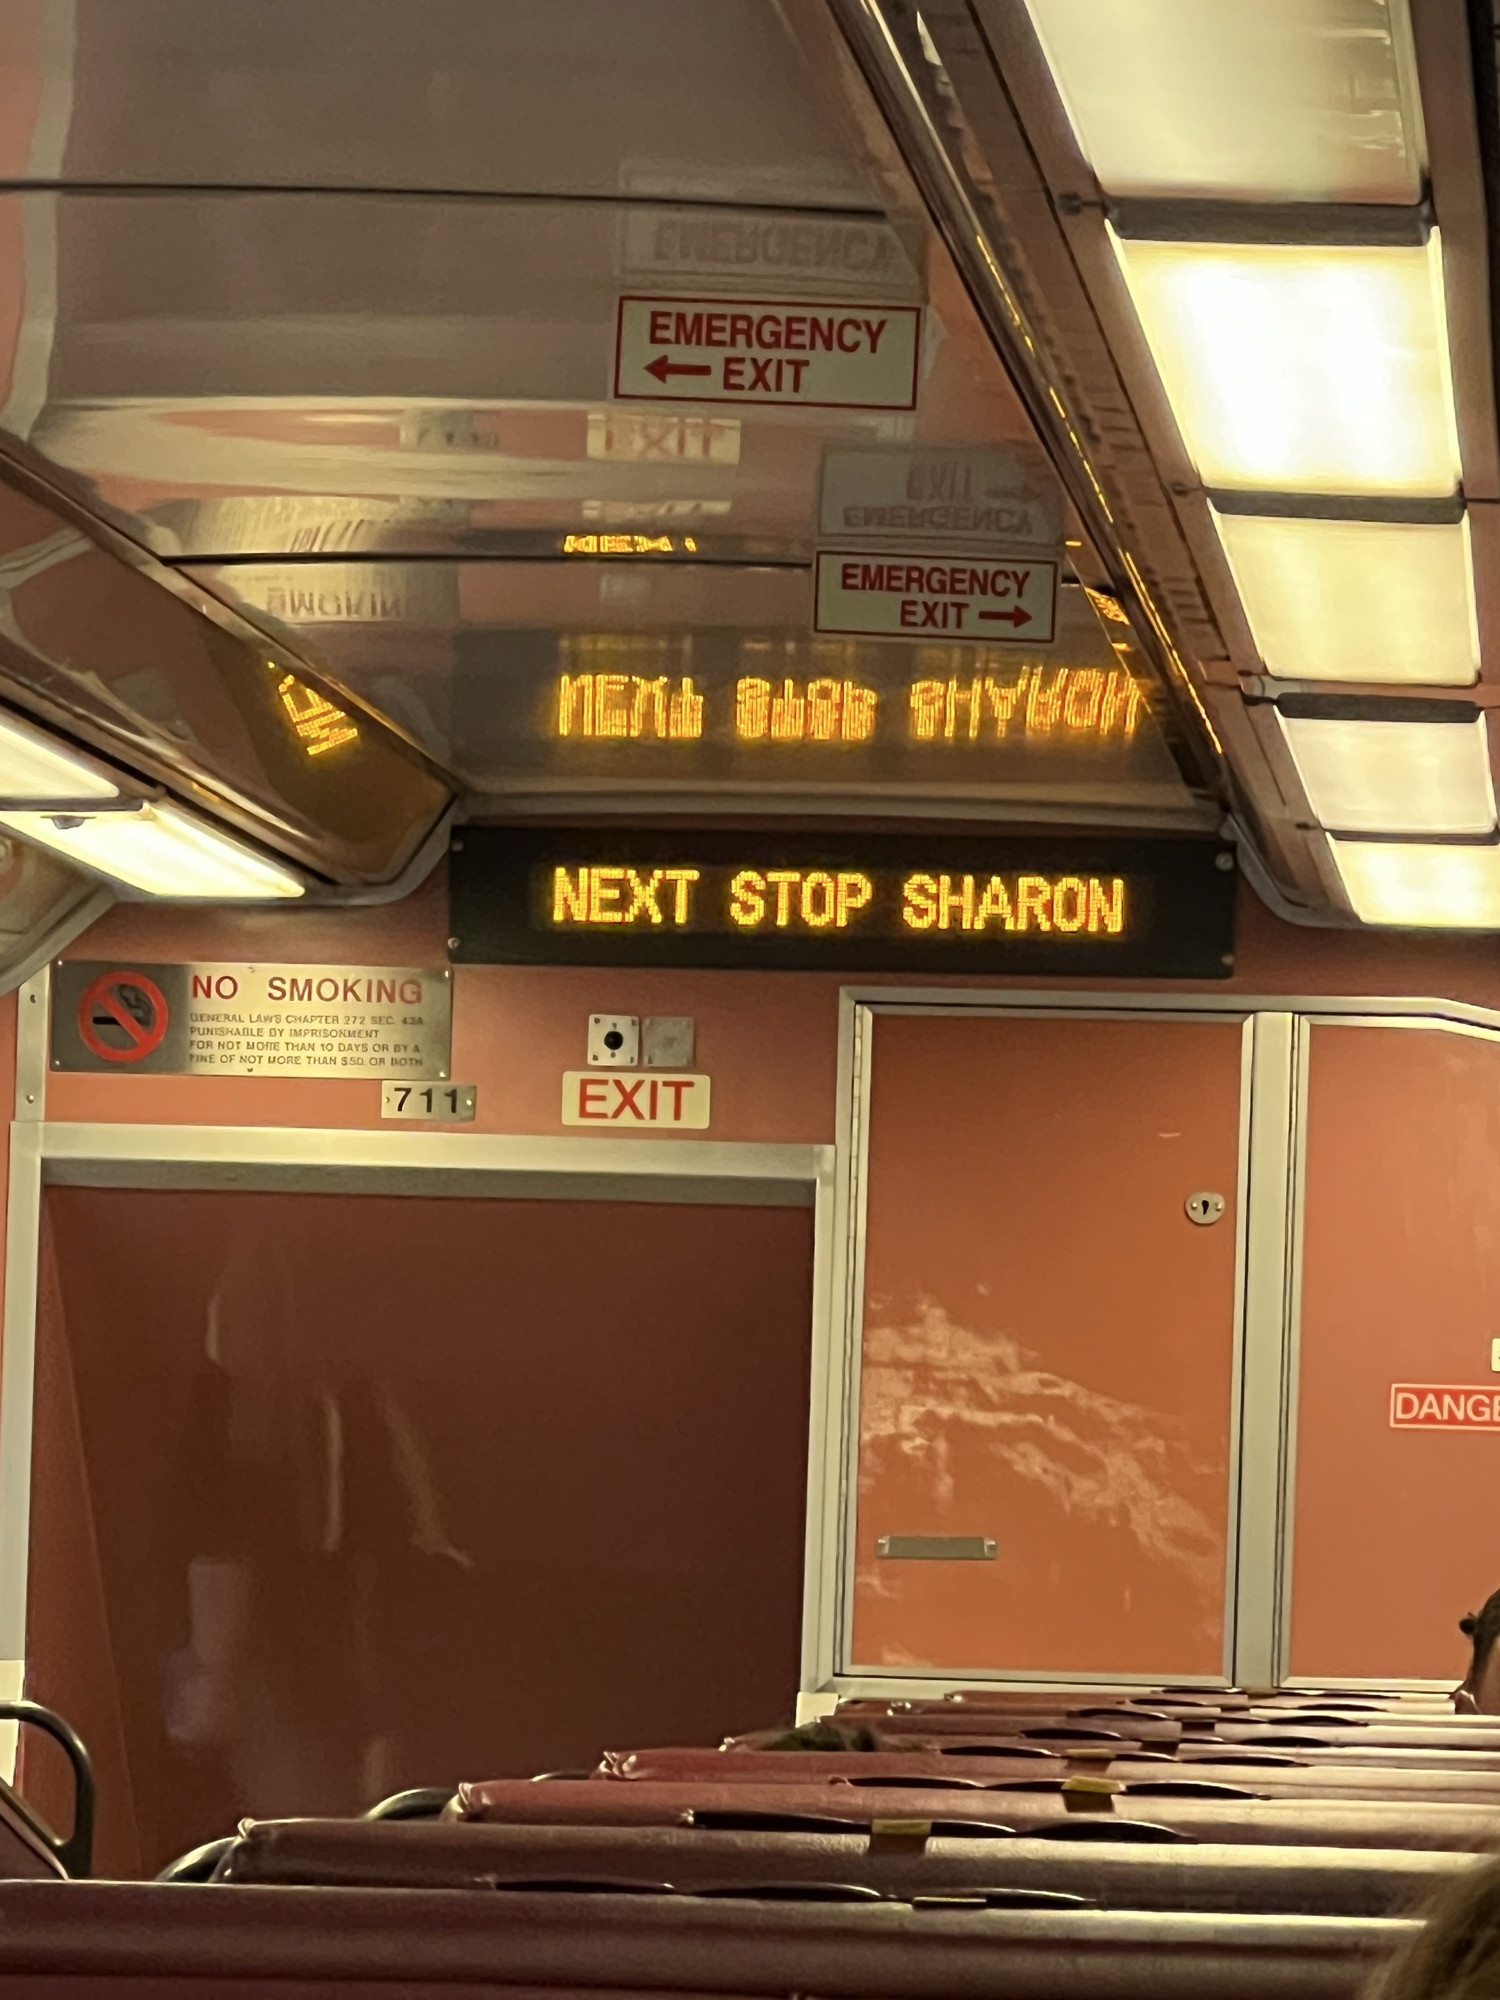 EMERGENCY
← EXIT
EMERGENCY
EXIT →
NEXT STOP SHARON
NO SMOKING
GENERAL LAWS CHAPTER 272 SEC. 43A
PUNISHABLE BY IMPRISONMENT
FOR NOT MORE THAN 10 DAYS OR BY A
FINE OF NOT MORE THAN $50. OR BOTH
711
EXIT
DANGE